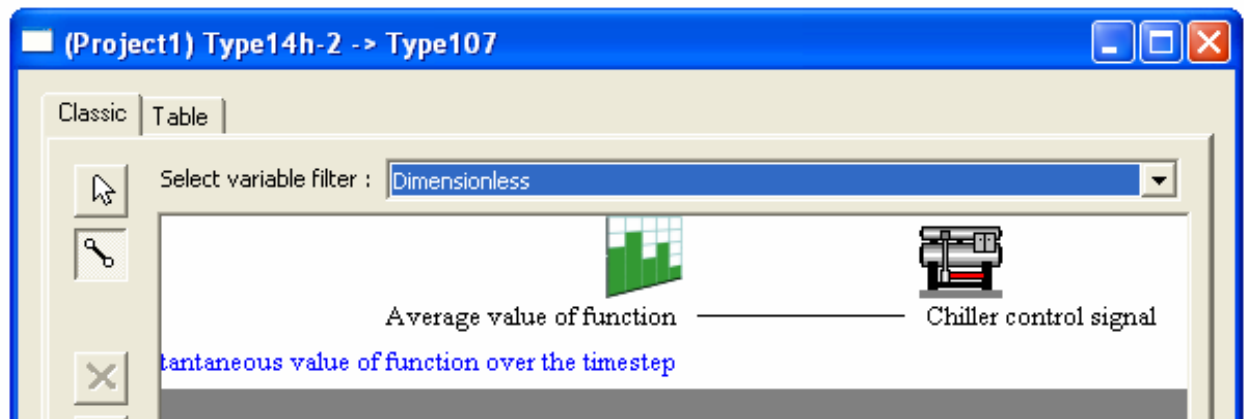 (Project1) Type14h-2 -> Type107
Classic Table
Select variable filter : Dimensionless
Average value of function Chiller control signal
tantaneous value of function over the timestep